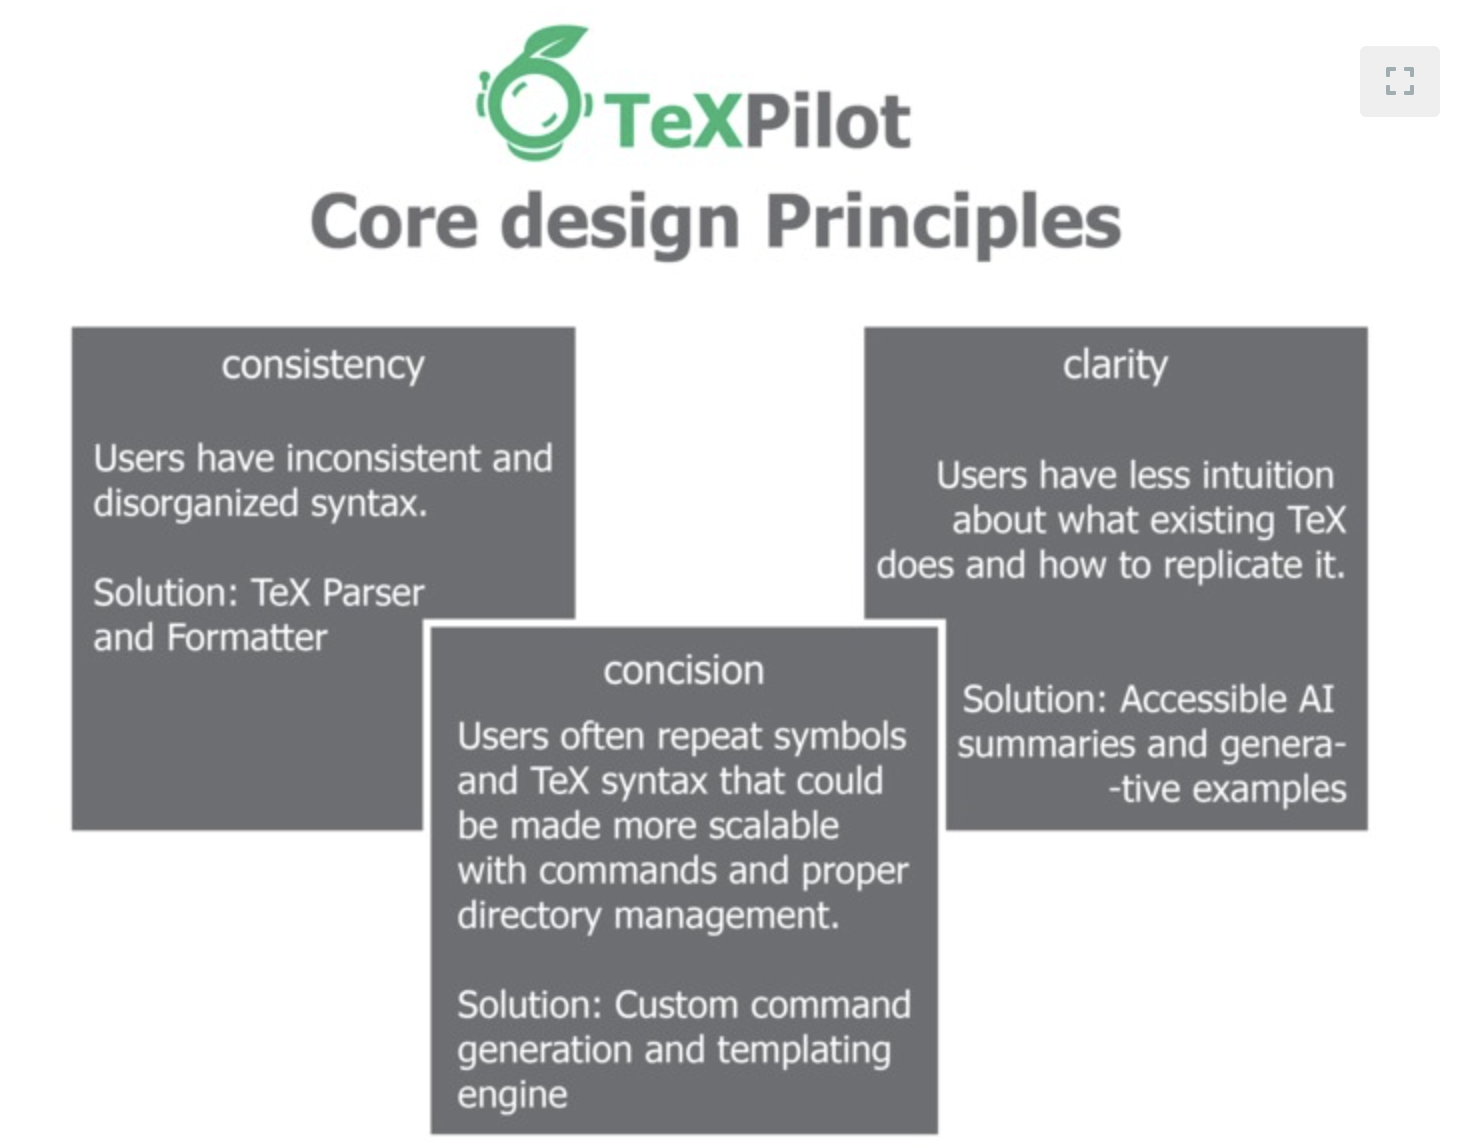 TeXPilot
Core design Principles
consistency
Users have inconsistent and
disorganized syntax.
Solution: TeX Parser
and Formatter
concision
Users often repeat symbols
and TeX syntax that could
be made more scalable
with commands and proper
directory management.
Solution: Custom command
generation and templating
engine
clarity
Users have less intuition
about what existing TeX
does and how to replicate it.
Solution: Accessible AI
summaries and genera-
-tive examples